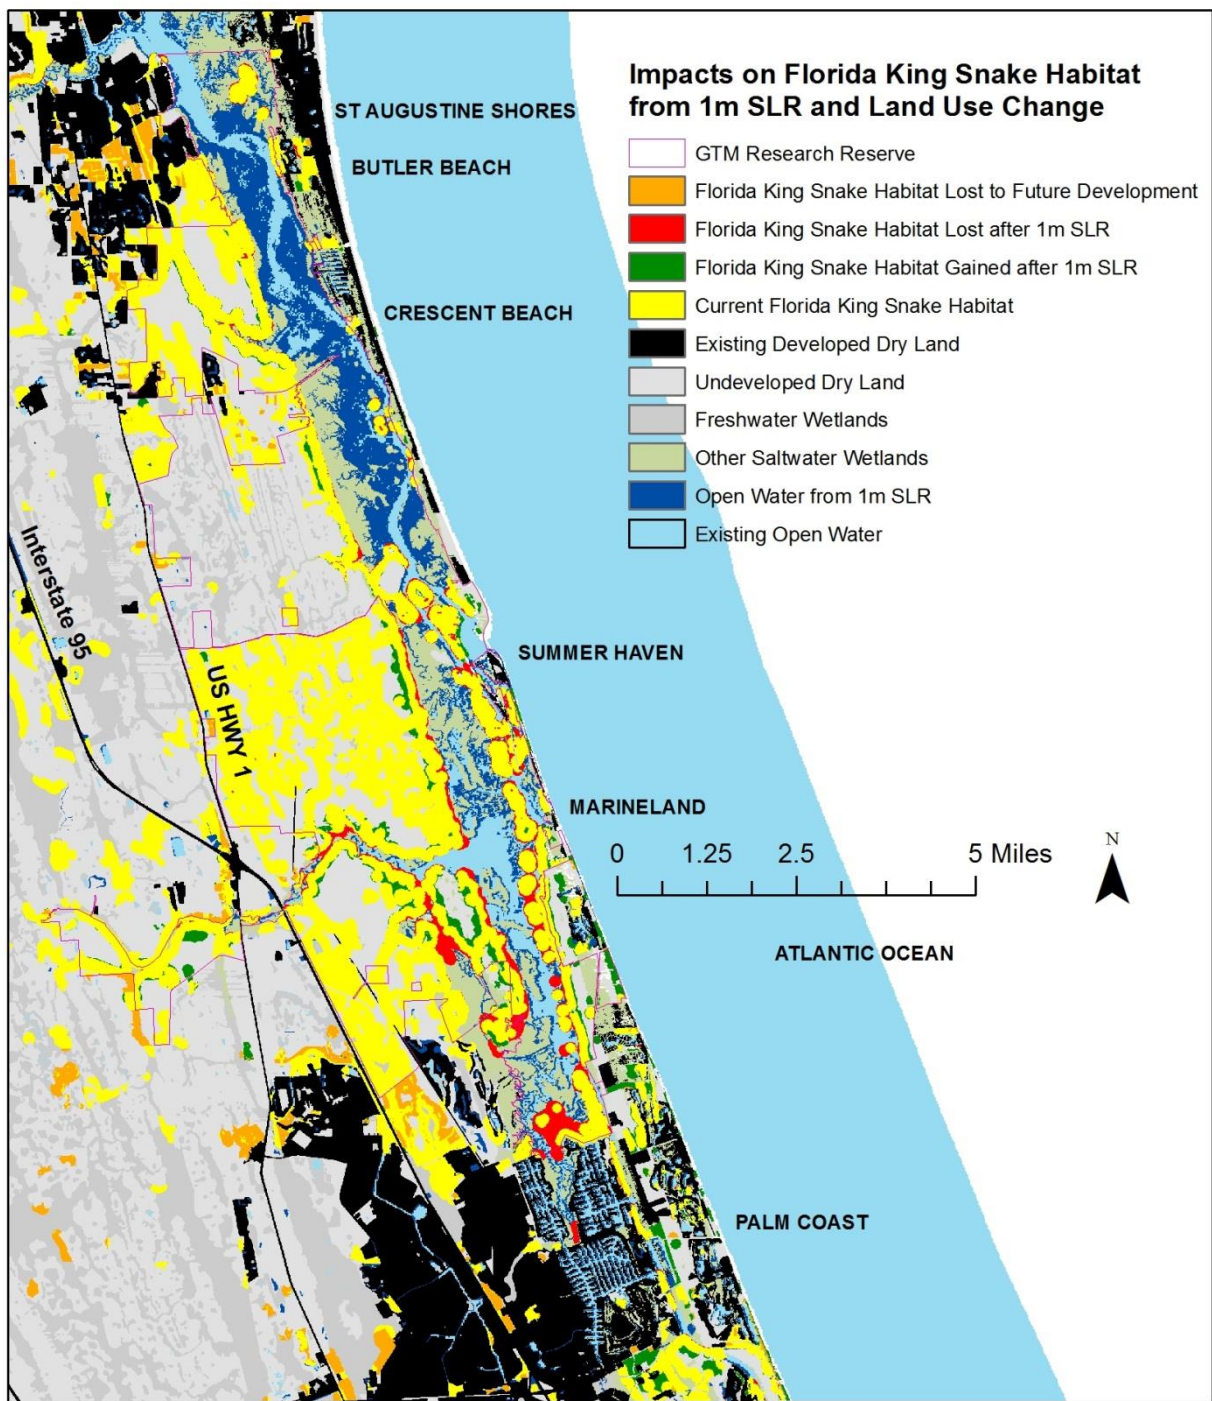 Impacts on Florida King Snake Habitat
from 1m SLR and Land Use Change
GTM Research Reserve
Florida King Snake Habitat Lost to Future Development
Florida King Snake Habitat Lost after 1m SLR
Florida King Snake Habitat Gained after 1m SLR
Current Florida King Snake Habitat
Existing Developed Dry Land
Undeveloped Dry Land
Freshwater Wetlands
Other Saltwater Wetlands
Open Water from 1m SLR
Existing Open Water
ST AUGUSTINE SHORES
BUTLER BEACH
CRESCENT BEACH
Interstate 95
US HWY 1
SUMMER HAVEN
MARINELAND
0 1.25 2.5 5 Miles
N
ATLANTIC OCEAN
PALM COAST